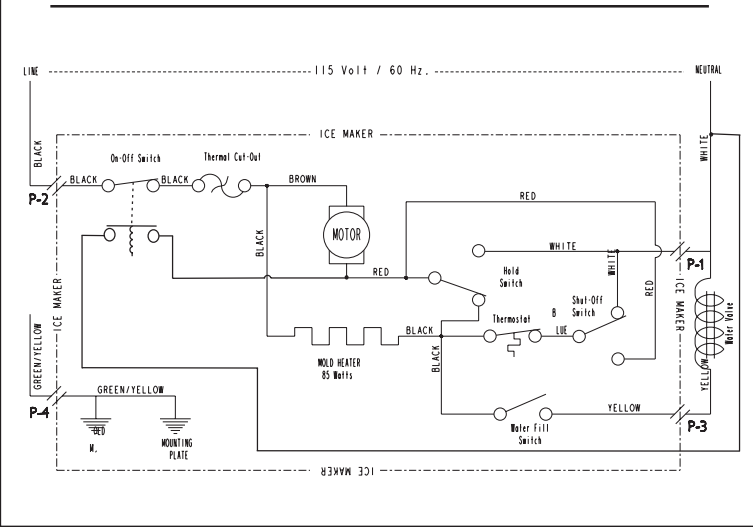 LINE
115 Volt / 60 Hz.
NEUTRAL
ICE MAKER
BLACK
WHITE
On-Off Switch
Thermal Cut-Out
BLACK
BLACK
BROWN
P-2
RED
MOTOR
BLACK
WHITE
WHITE
P-1
RED
Hold
Switch
RED
ICE MAKER
ICE MAKER
Shut-Off
Switch
Thermostat
B
LUE
BLACK
BLACK
Water Valve
MOLD HEATER
85 Watts
GREEN/YELLOW
YELLOW
GREEN/YELLOW
P-4
YELLOW
P-3
OLD
M,
MOUNTING
PLATE
Water Fill
Switch
ICE MAKER